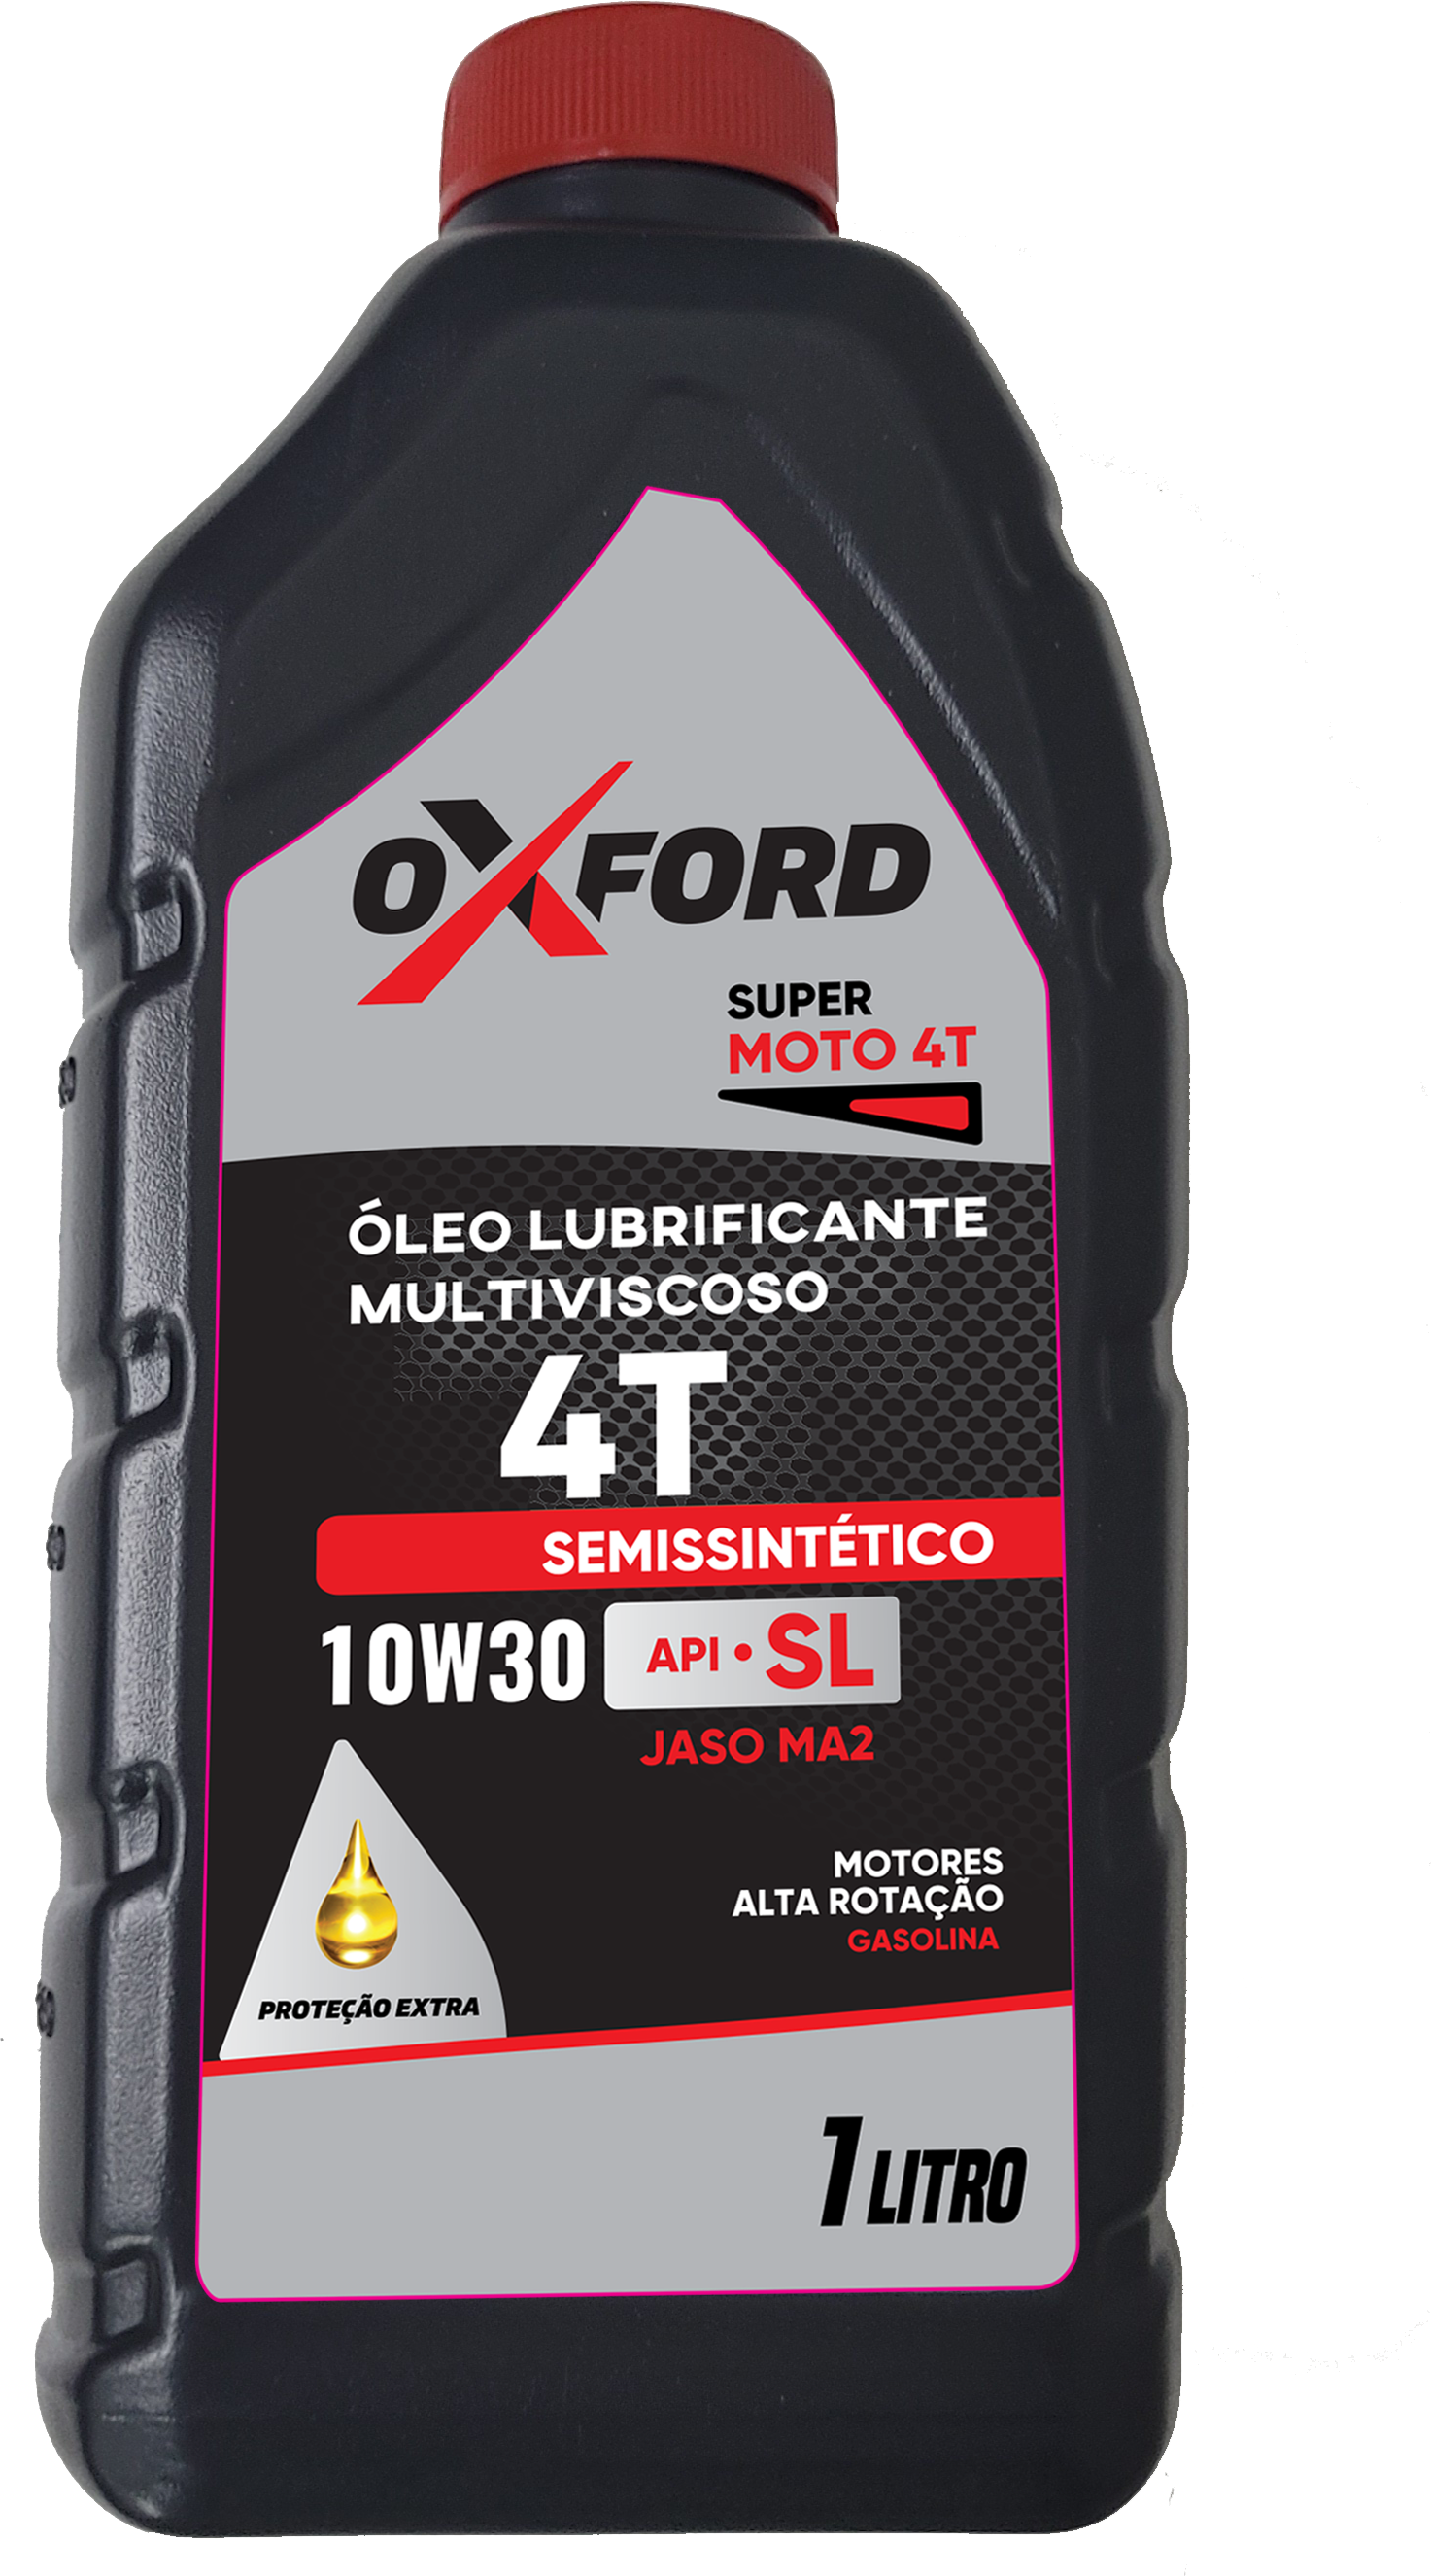 OXFORD
SUPER
MOTO 4T
ÓLEO LUBRIFICANTE
MULTIVISCOSO
4T
SEMISSINTÉTICO
10W30 API • SL
JASO MA2
MOTORES
ALTA ROTAÇÃO
GASOLINA
PROTEÇÃO EXTRA
1 LITRO